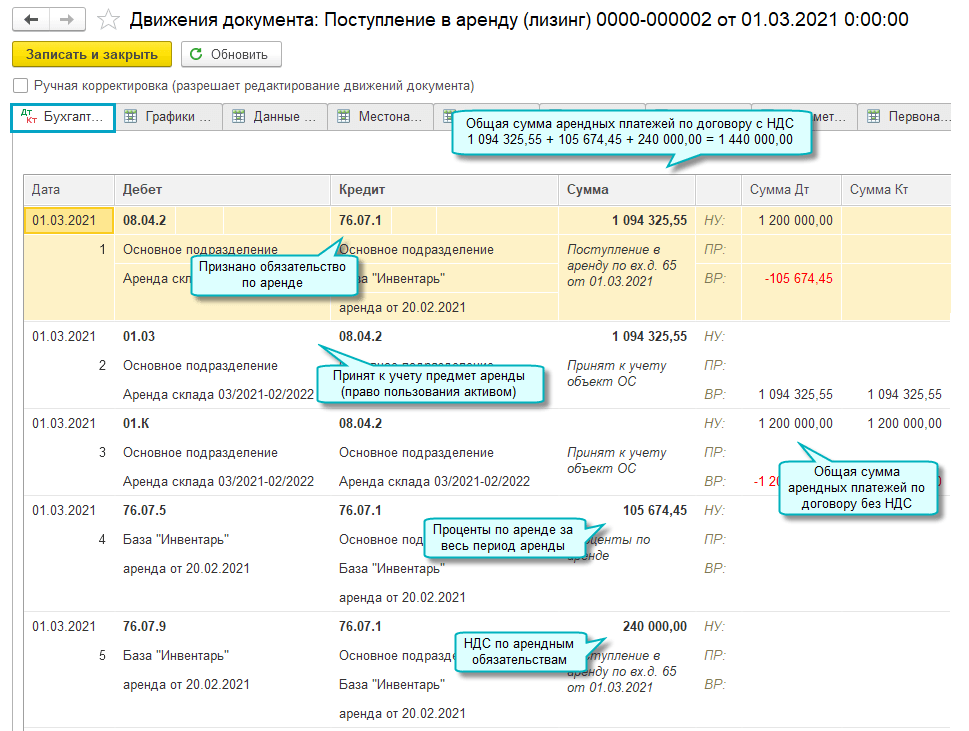 Движения документа: Поступление в аренду (лизинг) 0000-000002 от 01.03.2021 0:00:00
Записать и закрыть Обновить
Ручная корректировка (разрешает редактирование движений документа)
Дт Кт Бухгалт... Графики ... Данные ... Местона... мет... Первона...
Общая сумма арендных платежей по договору с НДС
1 094 325,55 + 105 674,45 + 240 000,00 = 1 440 000,00
Дата Дебет Кредит Сумма Сумма Дт Сумма Кт
01.03.2021 08.04.2 76.07.1 1 094 325,55 НУ: 1 200 000,00
1 Основное подразделение Основное подразделение Поступление в ПР:
аренду по вх.д. 65
Признано обязательство
по аренде
Аренда скл "Инвентарь" от 01.03.2021 ВР: -105 674,45
аренда от 20.02.2021
01.03.2021 01.03 08.04.2 1 094 325,55 НУ:
2 Основное подразделение подразделение Принят к учету ПР:
объект ОС
Принят к учету предмет аренды
(право пользования активом)
Аренда склада 03/2021-02/2022 ВР: 1 094 325,55 1 094 325,55
01.03.2021 01.К 08.04.2 НУ: 1 200 000,00 1 200 000,00
3 Основное подразделение Основное подразделение Принят к учету ПР:
объект ОС
Общая сумма
арендных платежей по
договору без НДС
Аренда склада 03/2021-02/2022 Аренда склада 03/2021-02/2022 ВР: -1 2 0
01.03.2021 76.07.5 76.07.1 105 674,45 НУ:
Проценты по аренде за
весь период аренды
4 База "Инвентарь" Основное под центы по ПР:
нде
аренда от 20.02.2021 База "Инвентарь" ВР:
аренда от 20.02.2021
01.03.2021 76.07.9 76.07.1 240 000,00 НУ:
НДС по арендным
обязательствам
5 База "Инвентарь" Основное подразде тупление в ПР:
аренду по вх.д. 65
аренда от 20.02.2021 База "Инвентарь" от 01.03.2021 ВР:
аренда от 20.02.2021